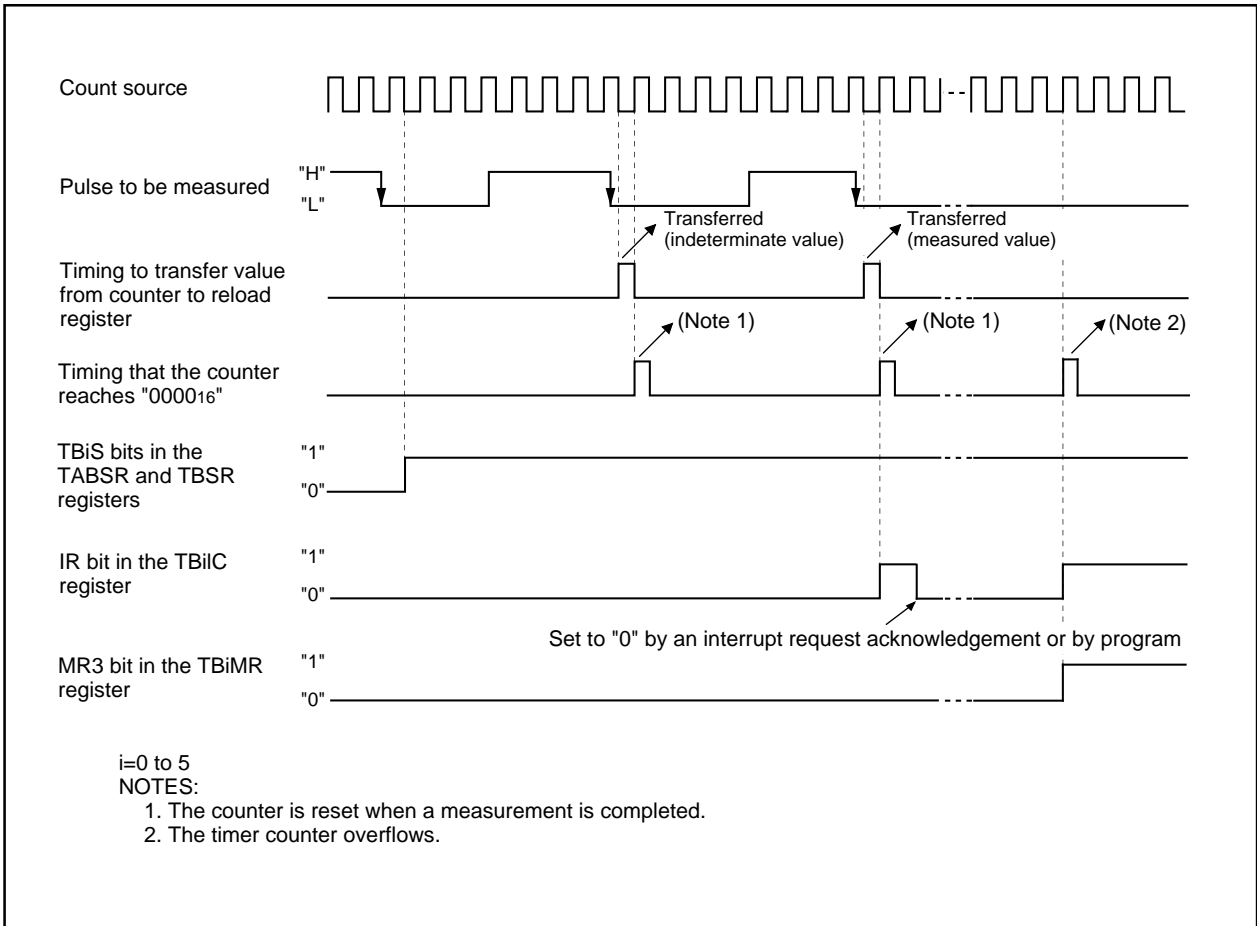 Count source
Pulse to be measured
"H"
"L"
Transferred
(indeterminate value)
Transferred
(measured value)
Timing to transfer value
from counter to reload
register
(Note 1)
(Note 1)
(Note 2)
Timing that the counter
reaches "000016"
TBiS bits in the
TABSR and TBSR
registers
"1"
"0"
IR bit in the TBiIC
register
"1"
"0"
Set to "0" by an interrupt request acknowledgement or by program
MR3 bit in the TBiMR
register
"1"
"0"
i=0 to 5
NOTES:
1. The counter is reset when a measurement is completed.
2. The timer counter overflows.